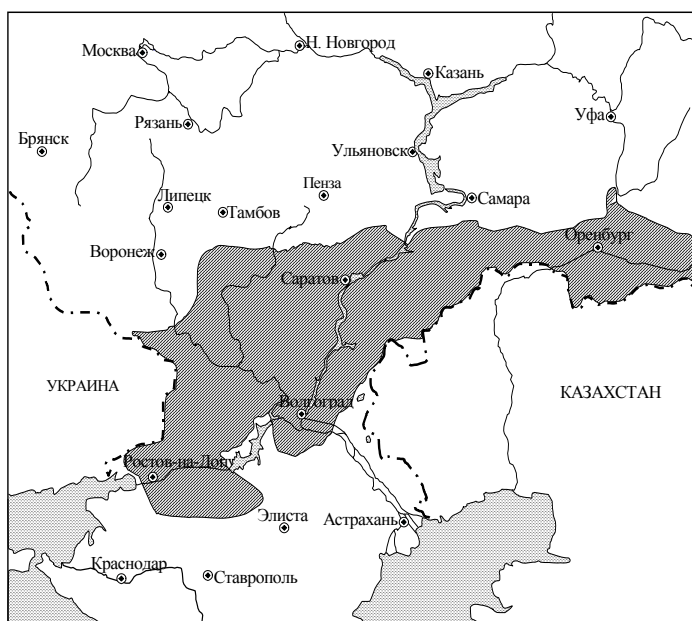 Москва
Н. Новгород
Казань
Уфа
Рязань
Брянск
Ульяновск
Пенза
Самара
Липецк
Тамбов
Оренбург
Воронеж
Саратов
УКРАИНА
КАЗАХСТАН
Волгоград
Ростов-на-Дону
Элиста
Астрахань
Краснодар
Ставрополь